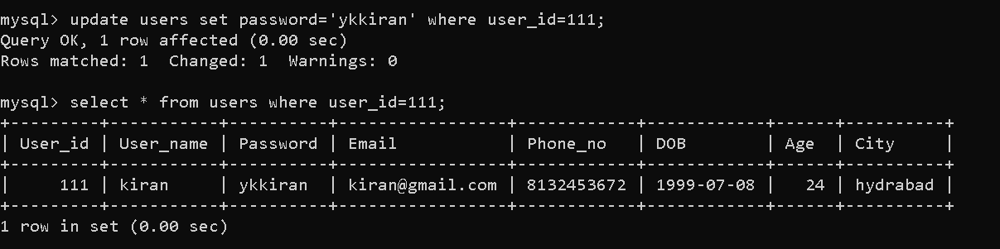 mysql> update users set password='ykkiran' where user_id=111;
Query OK, 1 row affected (0.00 sec)
Rows matched: 1  Changed: 1  Warnings: 0

mysql> select * from users where user_id=111;
+---------+-----------+----------+-----------------+------------+------------+------+----------+
| User_id | User_name | Password | Email           | Phone_no   | DOB        | Age  | City     |
+---------+-----------+----------+-----------------+------------+------------+------+----------+
|     111 | kiran     | ykkiran  | kiran@gmail.com | 8132453672 | 1999-07-08 |   24 | hydrabad |
+---------+-----------+----------+-----------------+------------+------------+------+----------+
1 row in set (0.00 sec)